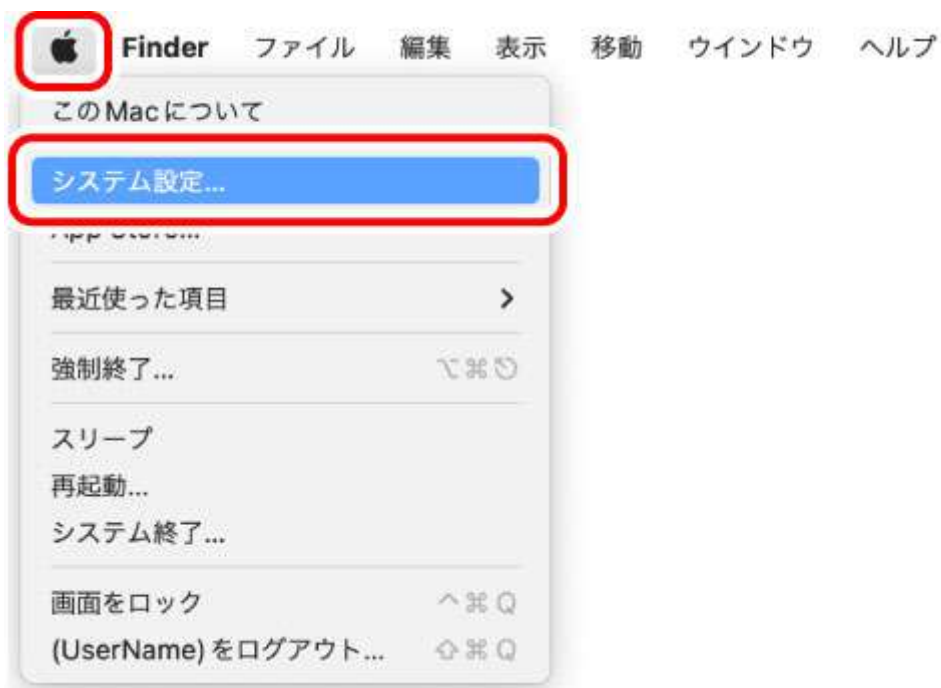 Finder ファイル 編集 表示 移動 ウインドウ ヘルプ
このMacについて
システム設定...
最近使った項目
強制終了... ⌥⌘⎋
スリープ
再起動...
システム終了...
画面をロック ^⌘Q
(UserName)をログアウト... ⇧⌘Q